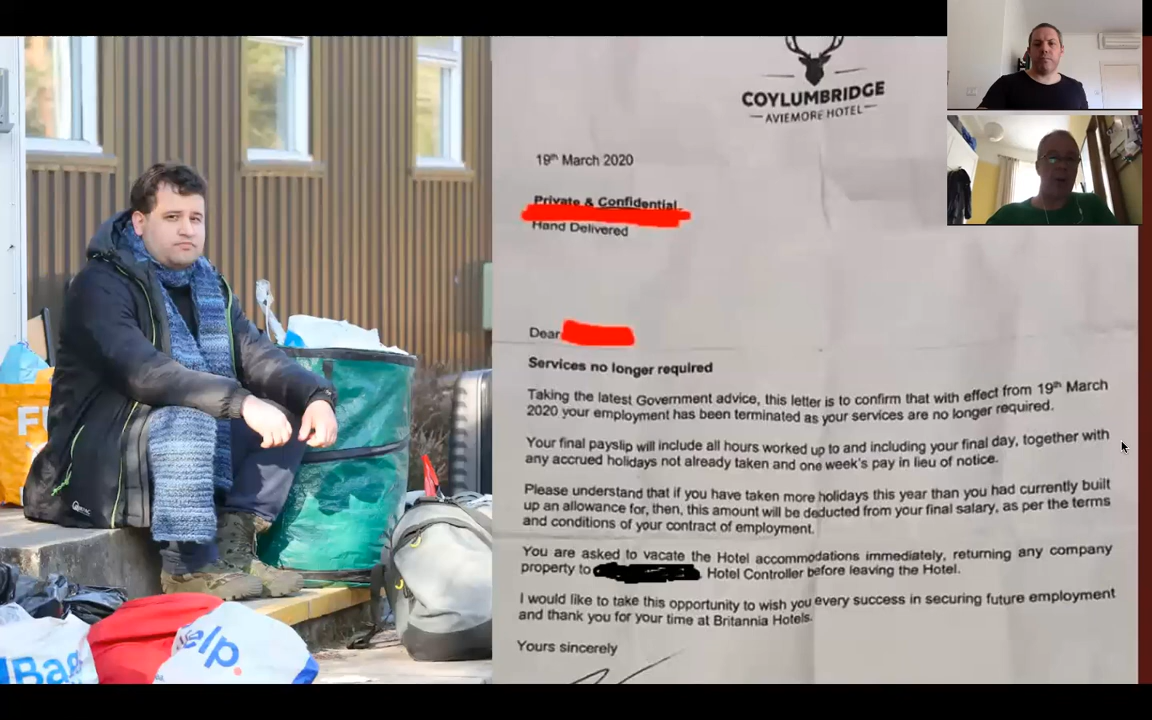 COYLUMBRIDGE
AVIEMORE HOTEL
19th March 2020
Private & Confidential
Hand Delivered
Dear
Services no longer required
Taking the latest Government advice, this letter is to confirm that with effect from 19th March
2020 your employment has been terminated as your services are no longer required.
Your final payslip will include all hours worked up to and including your final day, together with
any accrued holidays not already taken and one week's pay in lieu of notice.
Please understand that if you have taken more holidays this year than you had currently built
up an allowance for, then, this amount will be deducted from your final salary, as per the terms
and conditions of your contract of employment.
You are asked to vacate the Hotel accommodations immediately, returning any company
property to , Hotel Controller before leaving the Hotel.
I would like to take this opportunity to wish you every success in securing future employment
and thank you for your time at Britannia Hotels.
Yours sincerely
F
elp.
Bag